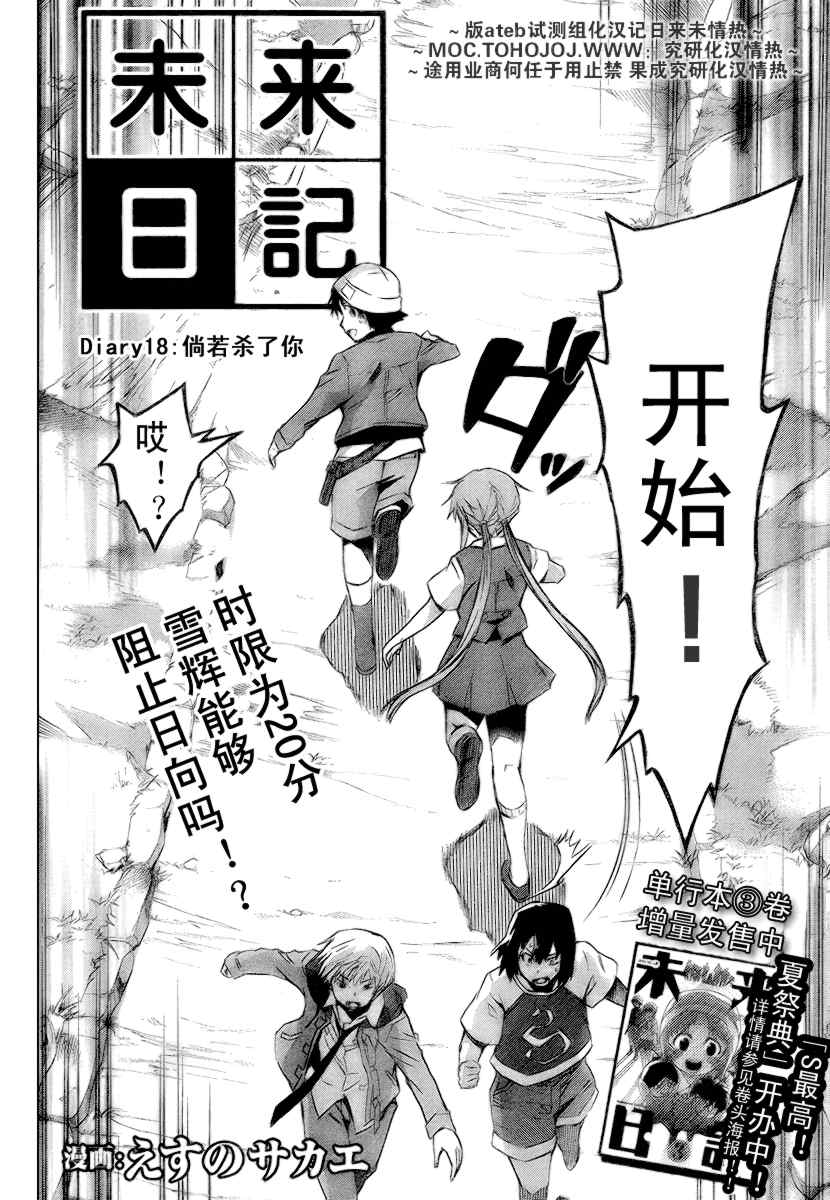 ~ 版ateb试测组化汉记日来未情热 ~
~MOC.TOHOJOJ.WWW: 究研化汉情热~
~ 途用业商何任于用止禁 果成究研化汉情热 ~
未来
日記
Diary18:倘若杀了你
开始！
ダッ
哎！？
时限为20分
雪辉能够
阻止日向吗！？
单行本③卷
增量发售中
「S最高！
夏祭典」开办中！
详情请参见卷头海报！
未来
日記
漫画:えすのサカエ